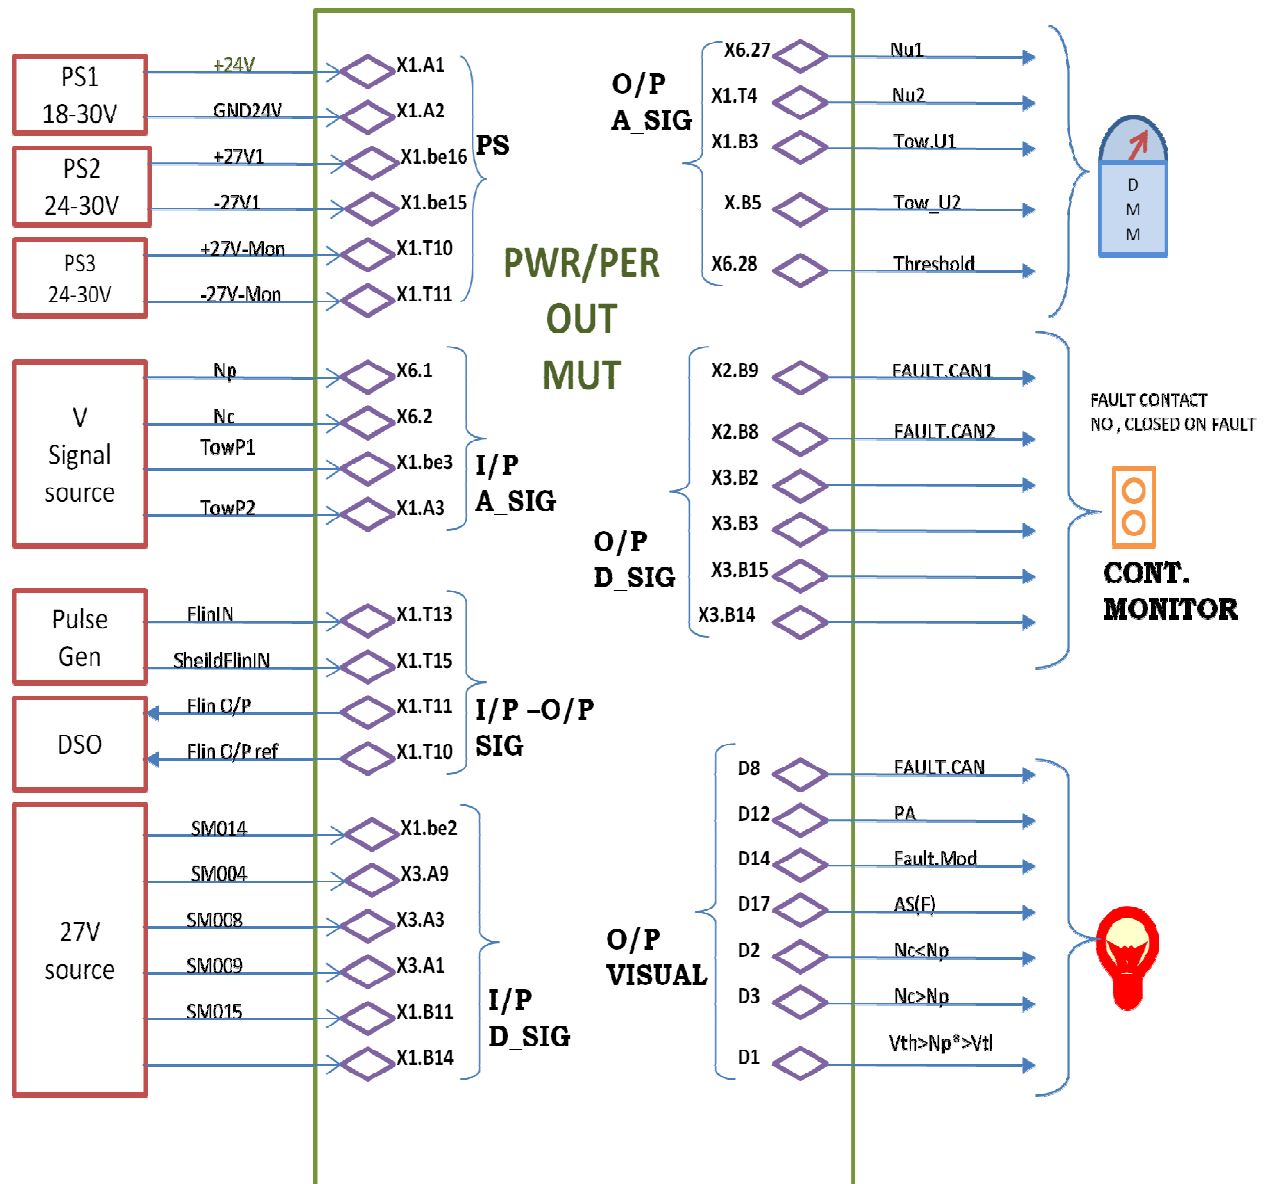 PS1
18-30V
+24V
X1.A1
GND24V
X1.A2
PS2
24-30V
+27V1
X1.be16
-27V1
X1.be15
PS3
24-30V
+27V-Mon
X1.T10
-27V-Mon
X1.T11
PS
V
Signal
source
Np
X6.1
Nc
X6.2
TowP1
X1.be3
TowP2
X1.A3
I/P
A_SIG
Pulse
Gen
FlinIN
X1.T13
SheildFlinIN
X1.T15
DSO
Flin O/P
X1.T11
Flin O/P ref
X1.T10
I/P –O/P
SIG
27V
source
SM014
X1.be2
SM004
X3.A9
SM008
X3.A3
SM009
X3.A1
SM015
X1.B11
X1.B14
I/P
D_SIG
PWR/PER
OUT
MUT
O/P
A_SIG
X6.27
Nu1
X1.T4
Nu2
X1.B3
Tow.U1
X.B5
Tow_U2
X6.28
Threshold
D
M
M
O/P
D_SIG
X2.B9
FAULT.CAN1
X2.B8
FAULT.CAN2
X3.B2
X3.B3
X3.B15
X3.B14
FAULT CONTACT
NO , CLOSED ON FAULT
CONT.
MONITOR
O/P
VISUAL
D8
FAULT.CAN
D12
PA
D14
Fault.Mod
D17
AS(F)
D2
Nc<Np
D3
Nc>Np
D1
Vth>Np*>Vtl